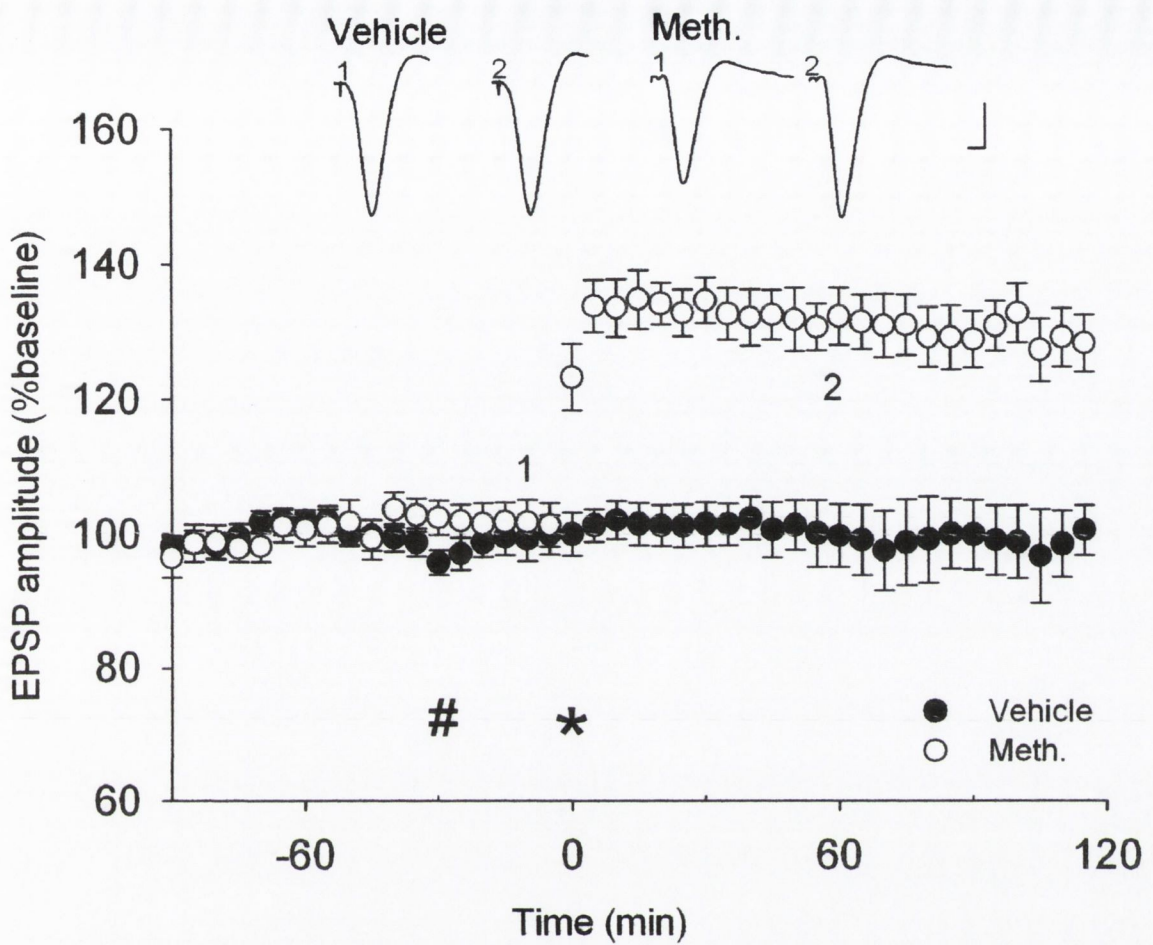 Vehicle Meth.
1 2 1 2
160
140
120
100
80
60
EPSP amplitude (%baseline)
1
2
# *
Vehicle
Meth.
-60 0 60 120
Time (min)